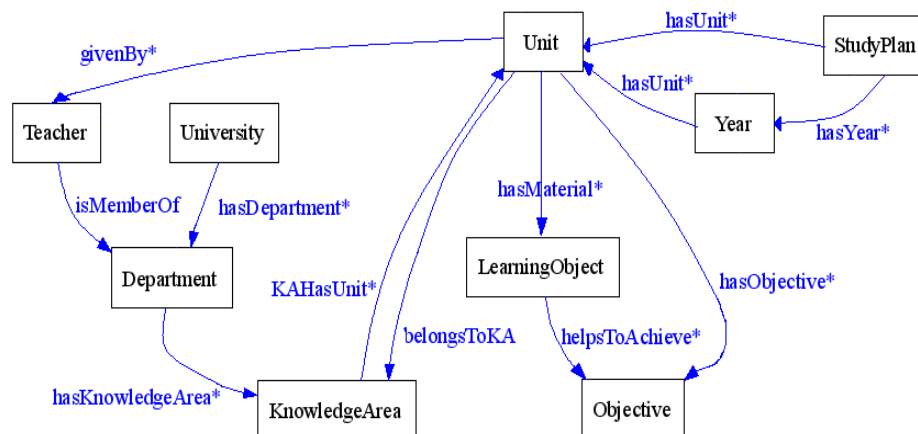 hasUnit*
Unit
StudyPlan
givenBy*
hasUnit*
Teacher
University
Year
hasYear*
isMemberOf
hasDepartment*
hasMaterial*
Department
LearningObject
KAHasUnit*
hasObjective*
belongsToKA
helpsToAchieve*
hasKnowledgeArea*
KnowledgeArea
Objective